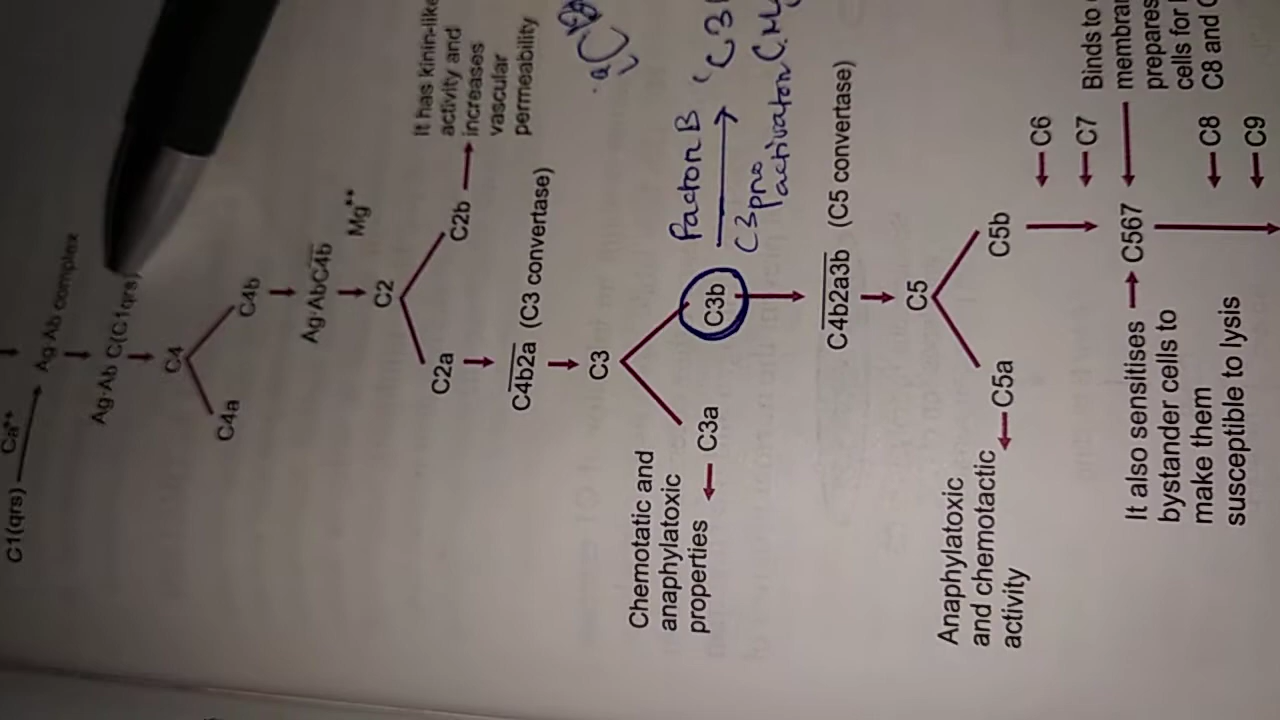 C1(qrs)
Ca⁺⁺
Ag·Ab complex
Ag·Ab C(C1qrs)
C4
C4a
C4b
Ag·AbC4b
Mg⁺⁺
C2
C2a
C2b
It has kinin-like
activity and
increases
vascular
permeability
C4b2a (C3 convertase)
C3
Chemotatic and
anaphylatoxic
properties
C3a
C3b
Factor B
C3pro
activator
C4b2a3b (C5 convertase)
C5
Anaphylatoxic
and chemotactic
activity
C5a
C5b
C6
C7
C567
Binds to
prepares
cells for
C8 and
It also sensitises
bystander cells to
make them
susceptible to lysis
C8
C9